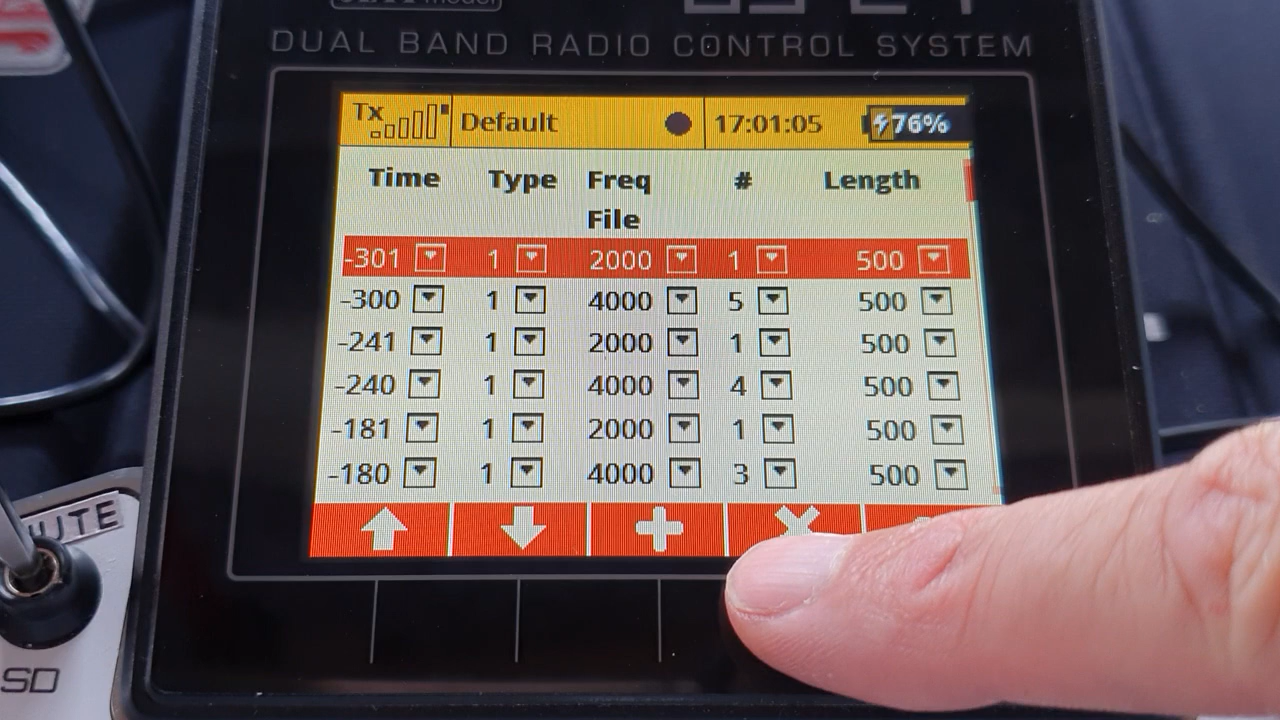 model
DUAL BAND RADIO CONTROL SYSTEM
Tx Default 17:01:05 76%
Time Type Freq # Length
File
-301 1 2000 1 500
-300 1 4000 5 500
-241 1 2000 1 500
-240 1 4000 4 500
-181 1 2000 1 500
-180 1 4000 3 500
SD